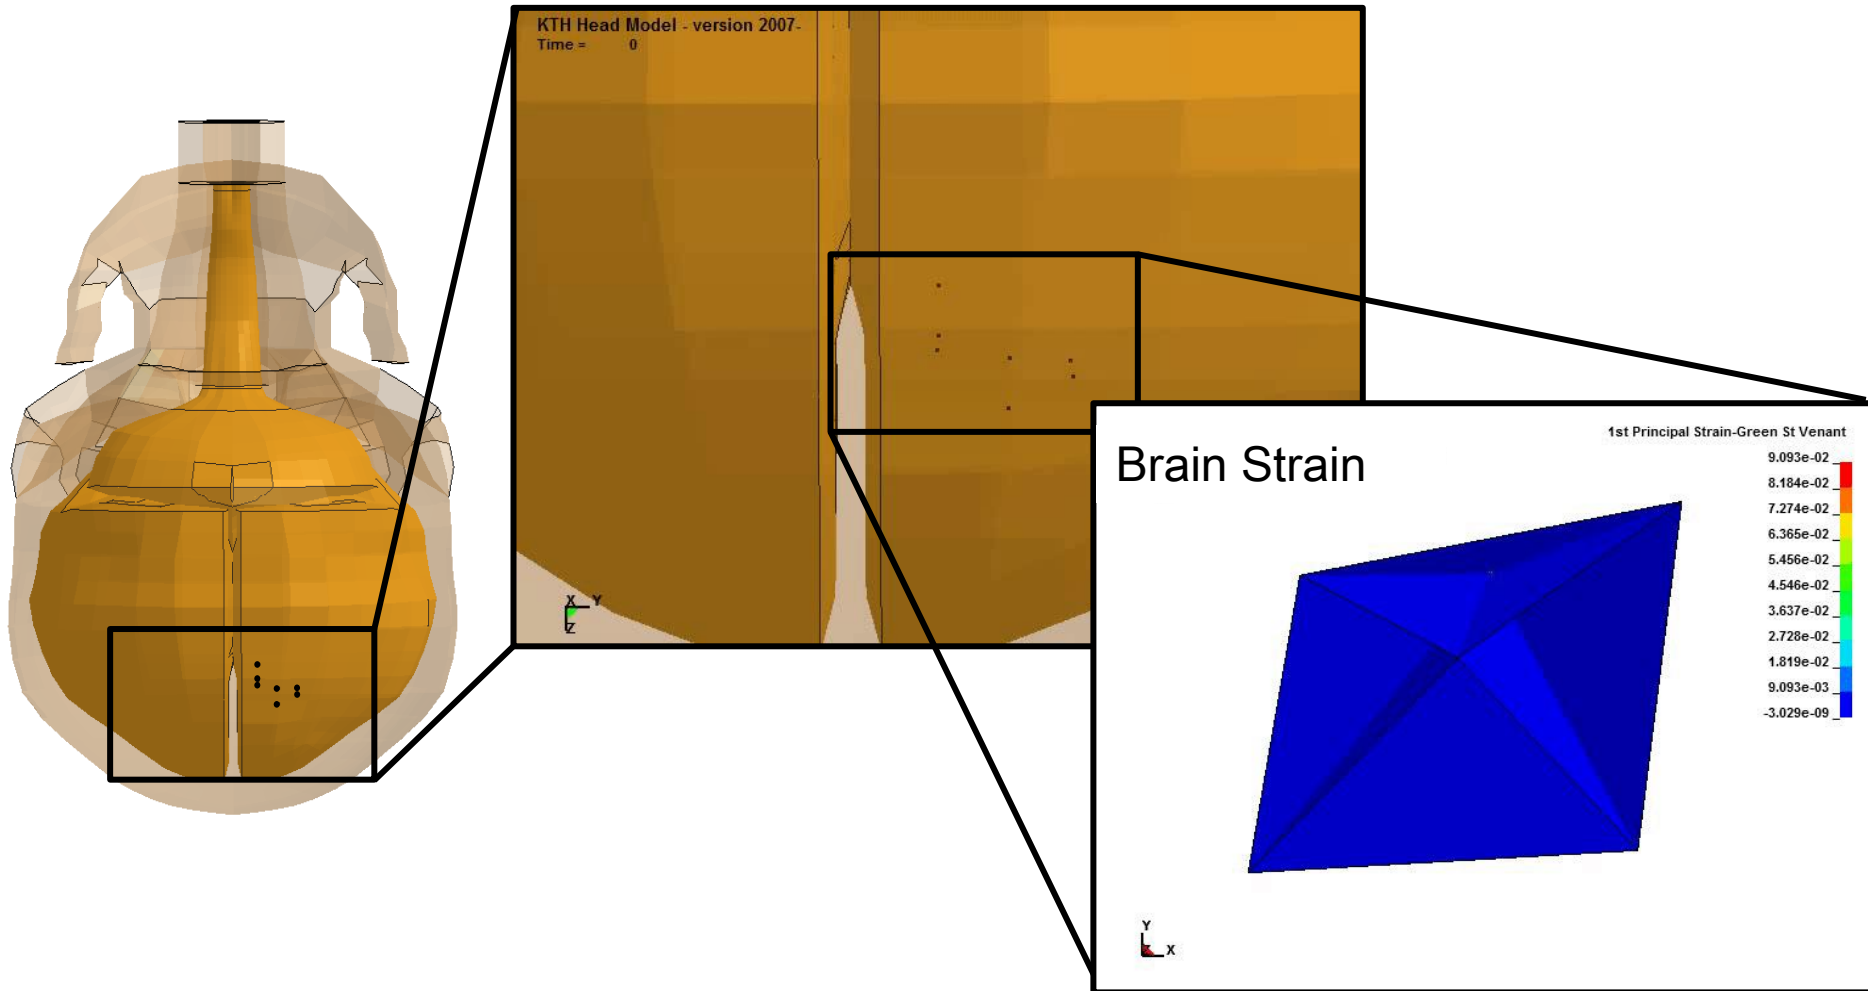 KTH Head Model - version 2007-
Time = 0
X Y
Z
Brain Strain
1st Principal Strain-Green St Venant
9.093e-02
8.184e-02
7.274e-02
6.365e-02
5.456e-02
4.546e-02
3.637e-02
2.728e-02
1.819e-02
9.093e-03
-3.029e-09
Y
Z X